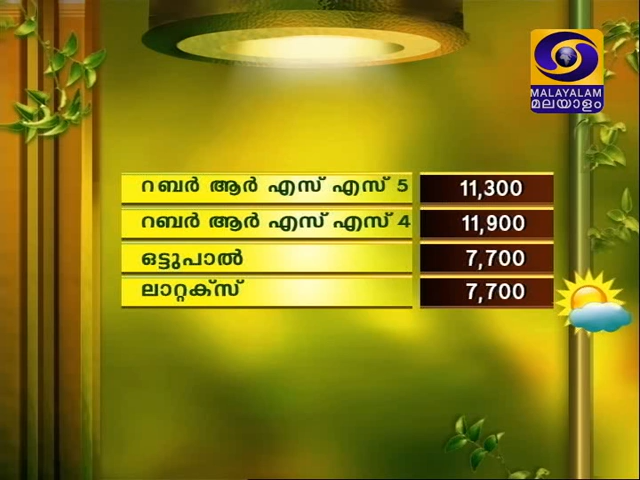 MALAYALAM
മലയാളം
റബർ ആർ എസ് എസ് 5 11,300
റബർ ആർ എസ് എസ് 4 11,900
ഒട്ടുപാൽ 7,700
ലാറ്റക്സ് 7,700